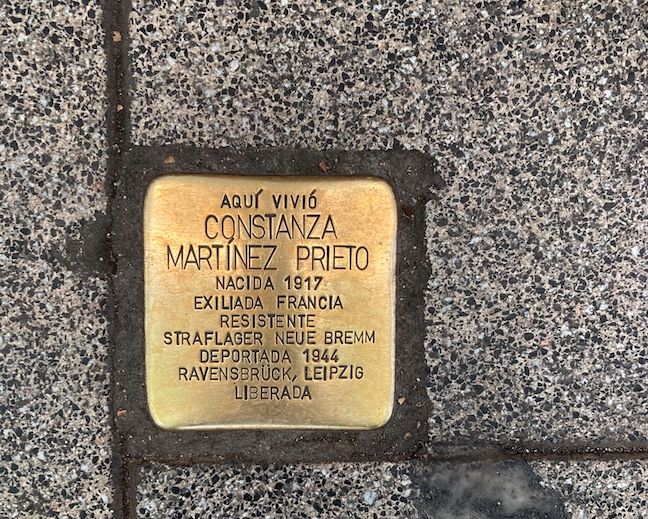 AQUÍ VIVIÓ
CONSTANZA
MARTÍNEZ PRIETO
NACIDA 1917
EXILIADA FRANCIA
RESISTENTE
STRAFLAGER NEUE BREMM
DEPORTADA 1944
RAVENSBRÜCK, LEIPZIG
LIBERADA